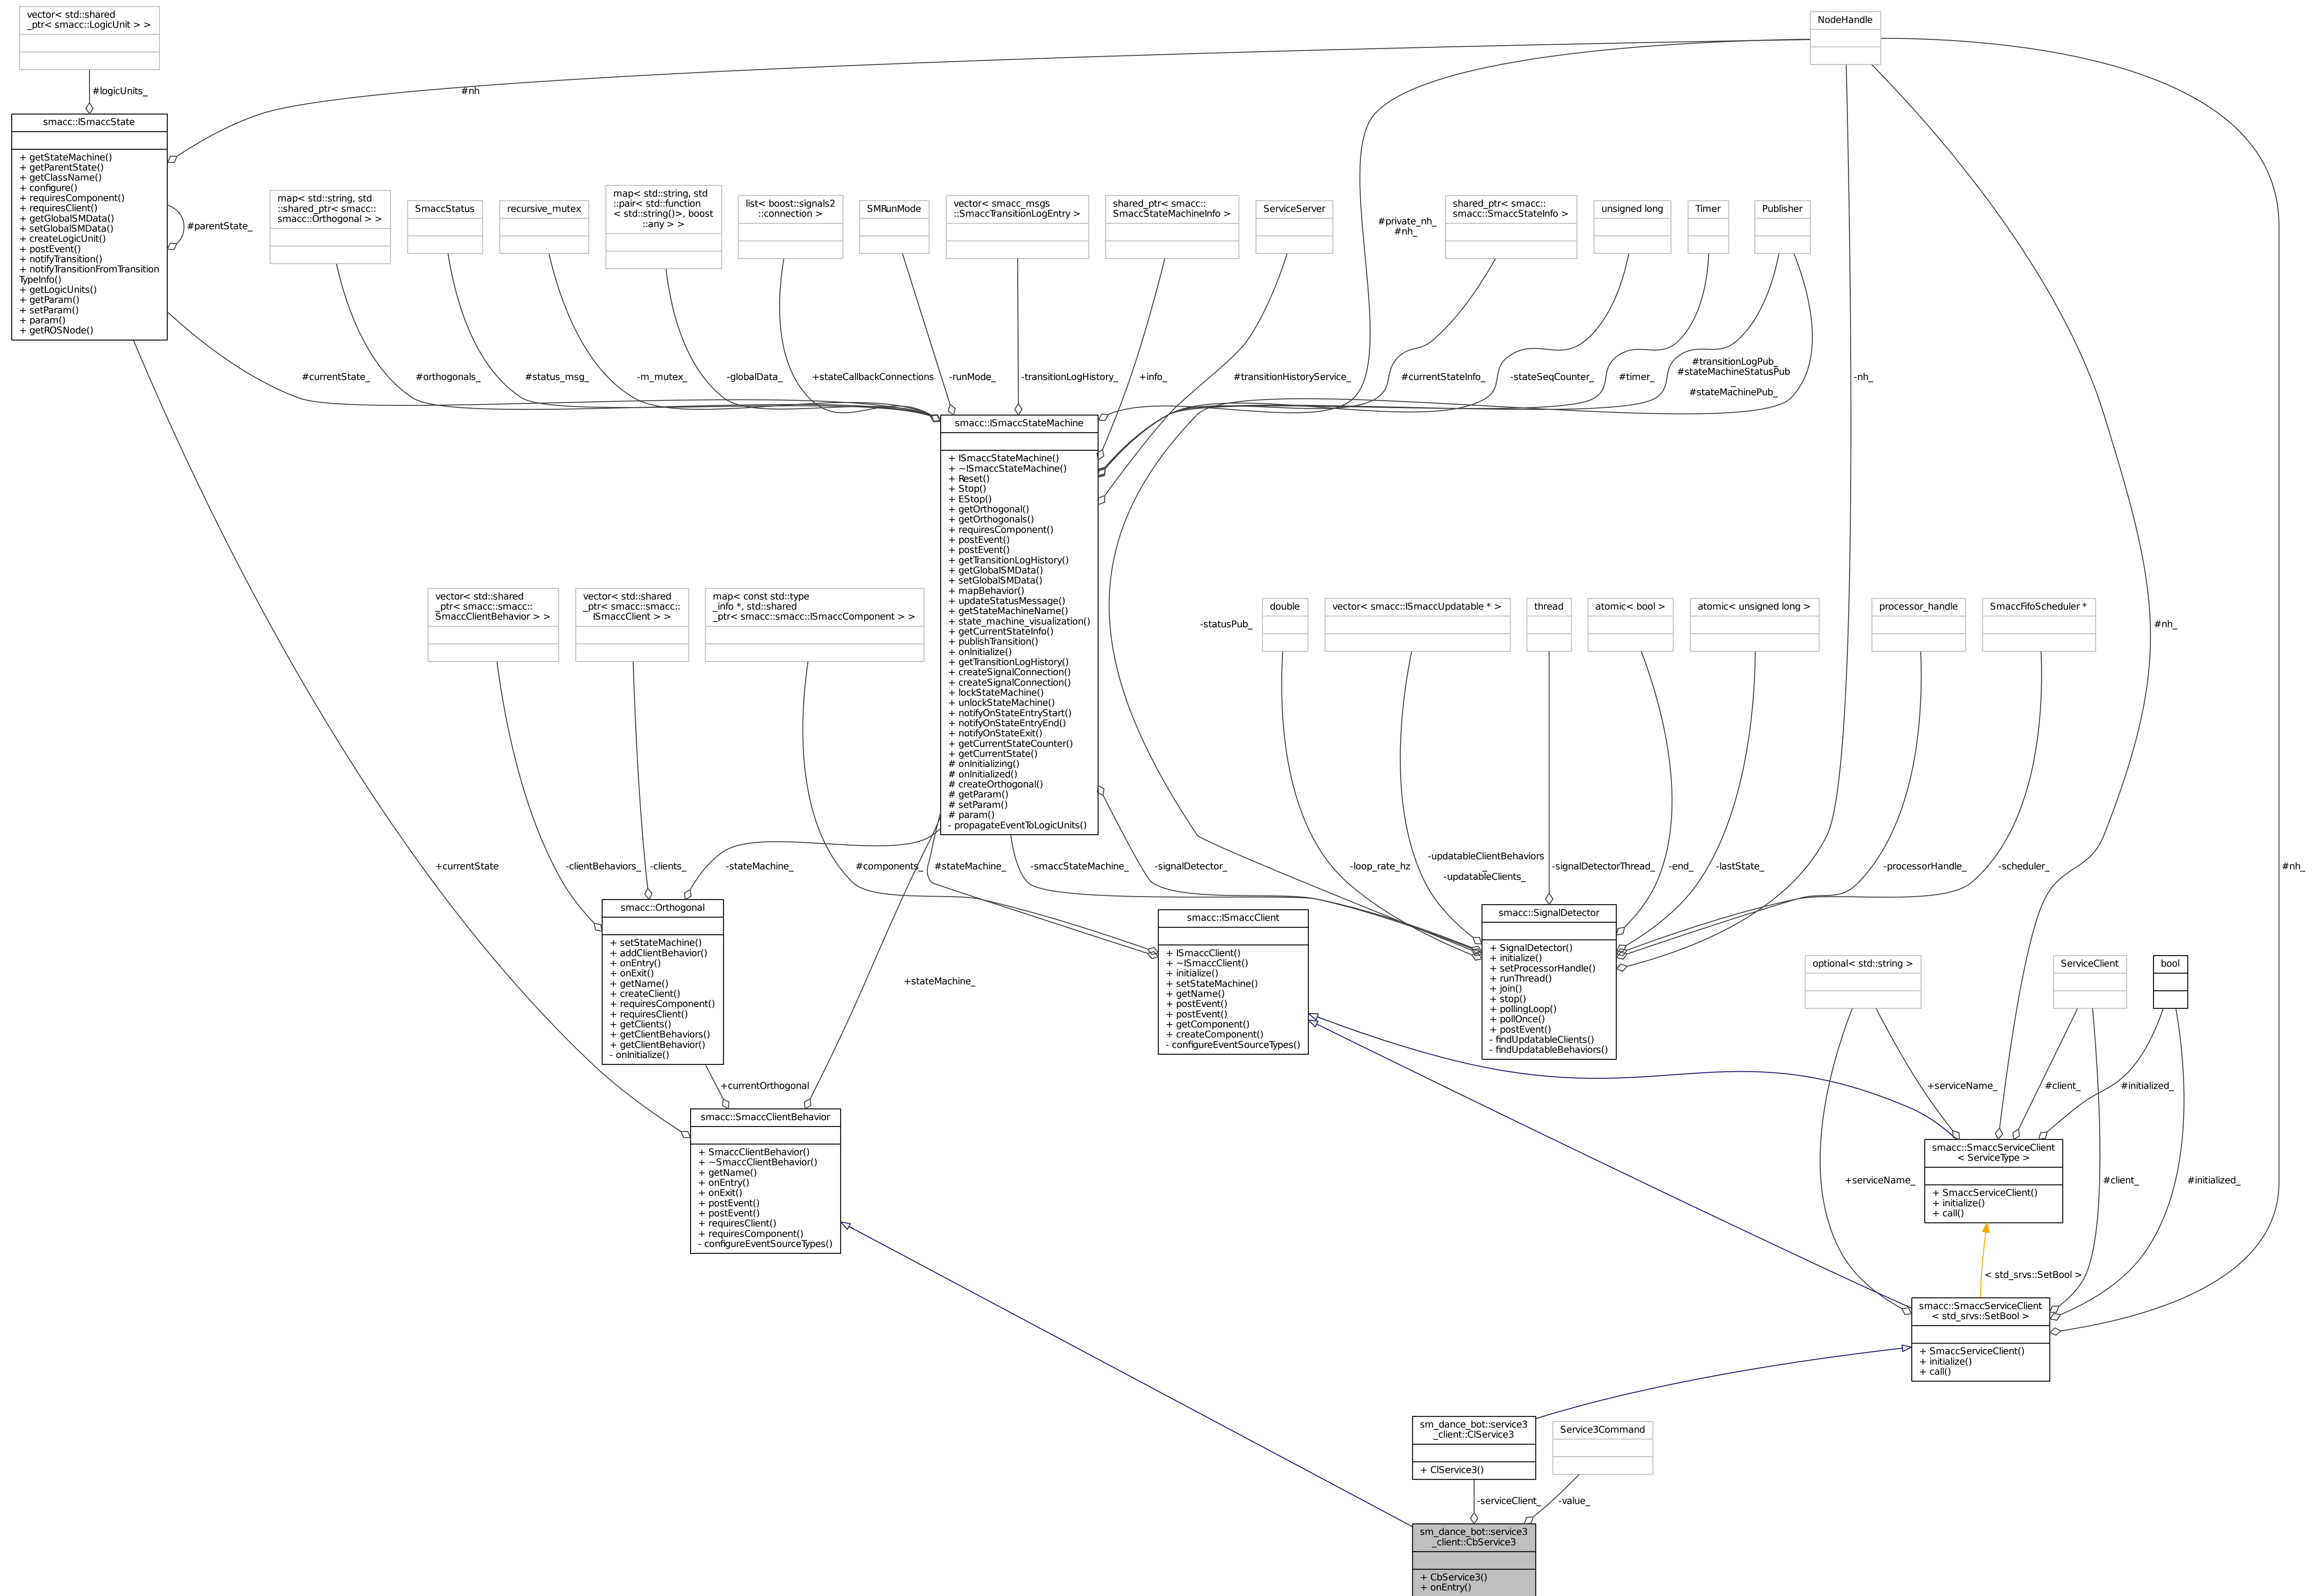 vector< std::shared
_ptr< smacc::LogicUnit > >
NodeHandle
#logicUnits_
#nh
smacc::ISmaccState
+ getStateMachine()
+ getParentState()
+ getClassName()
+ configure()
+ requiresComponent()
+ requiresClient()
+ getGlobalSMData()
+ setGlobalSMData()
+ createLogicUnit()
+ postEvent()
+ notifyTransition()
+ notifyTransitionFromTransition
TypeInfo()
+ getLogicUnits()
+ getParam()
+ setParam()
+ param()
+ getROSNode()
#parentState_
map< std::string, std
::shared_ptr< smacc::
smacc::Orthogonal > >
SmaccStatus
recursive_mutex
map< std::string, std
::pair< std::function
< std::string()>, boost
::any > >
list< boost::signals2
::connection >
SMRunMode
vector< smacc_msgs
::SmaccTransitionLogEntry >
shared_ptr< smacc::
SmaccStateMachineInfo >
ServiceServer
#private_nh_
#nh_
shared_ptr< smacc::
smacc::SmaccStateInfo >
unsigned long
Timer
Publisher
#currentState_
#orthogonals_
#status_msg_
-m_mutex_
-globalData_
+stateCallbackConnections
-runMode_
-transitionLogHistory_
+info_
#transitionHistoryService_
#currentStateInfo_
-stateSeqCounter_
#timer_
#transitionLogPub_
#stateMachineStatusPub
_
#stateMachinePub_
-nh_
smacc::ISmaccStateMachine
+ ISmaccStateMachine()
+ ~ISmaccStateMachine()
+ Reset()
+ Stop()
+ EStop()
+ getOrthogonal()
+ getOrthogonals()
+ requiresComponent()
+ postEvent()
+ postEvent()
+ getTransitionLogHistory()
+ getGlobalSMData()
+ setGlobalSMData()
+ mapBehavior()
+ updateStatusMessage()
+ getStateMachineName()
+ state_machine_visualization()
+ getCurrentStateInfo()
+ publishTransition()
+ onInitialize()
+ getTransitionLogHistory()
+ createSignalConnection()
+ createSignalConnection()
+ lockStateMachine()
+ unlockStateMachine()
+ notifyOnStateEntryStart()
+ notifyOnStateEntryEnd()
+ notifyOnStateExit()
+ getCurrentStateCounter()
+ getCurrentState()
# onInitializing()
# onInitialized()
# createOrthogonal()
# getParam()
# setParam()
# param()
- propagateEventToLogicUnits()
vector< std::shared
_ptr< smacc::smacc::
SmaccClientBehavior > >
vector< std::shared
_ptr< smacc::smacc::
ISmaccClient > >
map< const std::type
_info *, std::shared
_ptr< smacc::smacc::ISmaccComponent > >
-statusPub_
double
vector< smacc::ISmaccUpdatable * >
thread
atomic< bool >
atomic< unsigned long >
processor_handle
SmaccFifoScheduler *
#nh_
+currentState
-clientBehaviors_
-clients_
-stateMachine_
#components_
#stateMachine_
-smaccStateMachine_
-signalDetector_
-loop_rate_hz
-updatableClientBehaviors
_
-updatableClients_
-signalDetectorThread_
-end_
-lastState_
-processorHandle_
-scheduler_
#nh_
smacc::Orthogonal
+ setStateMachine()
+ addClientBehavior()
+ onEntry()
+ onExit()
+ getName()
+ createClient()
+ requiresComponent()
+ requiresClient()
+ getClients()
+ getClientBehaviors()
+ getClientBehavior()
- onInitialize()
+stateMachine_
smacc::ISmaccClient
+ ISmaccClient()
+ ~ISmaccClient()
+ initialize()
+ setStateMachine()
+ getName()
+ postEvent()
+ postEvent()
+ getComponent()
+ createComponent()
- configureEventSourceTypes()
smacc::SignalDetector
+ SignalDetector()
+ initialize()
+ setProcessorHandle()
+ runThread()
+ join()
+ stop()
+ pollingLoop()
+ pollOnce()
+ postEvent()
- findUpdatableClients()
- findUpdatableBehaviors()
optional< std::string >
ServiceClient
bool
+currentOrthogonal
+serviceName_
#client_
#initialized_
smacc::SmaccClientBehavior
+ SmaccClientBehavior()
+ ~SmaccClientBehavior()
+ getName()
+ onEntry()
+ onExit()
+ postEvent()
+ postEvent()
+ requiresClient()
+ requiresComponent()
- configureEventSourceTypes()
+serviceName_
smacc::SmaccServiceClient
< ServiceType >
+ SmaccServiceClient()
+ initialize()
+ call()
#client_
#initialized_
< std_srvs::SetBool >
smacc::SmaccServiceClient
< std_srvs::SetBool >
+ SmaccServiceClient()
+ initialize()
+ call()
sm_dance_bot::service3
_client::ClService3
+ ClService3()
Service3Command
-serviceClient_
-value_
sm_dance_bot::service3
_client::CbService3
+ CbService3()
+ onEntry()